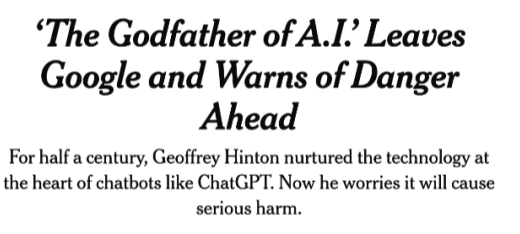 ‘The Godfather of A.I.’ Leaves
Google and Warns of Danger
Ahead
For half a century, Geoffrey Hinton nurtured the technology at
the heart of chatbots like ChatGPT. Now he worries it will cause
serious harm.